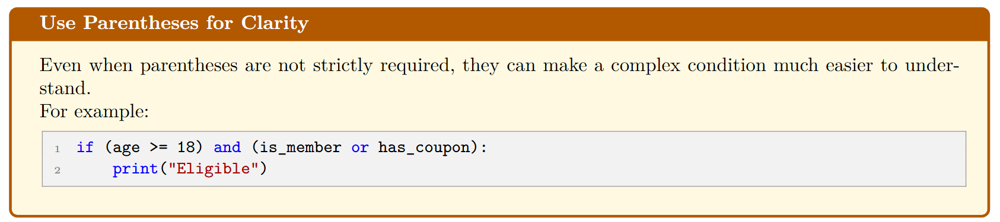 Use Parentheses for Clarity
Even when parentheses are not strictly required, they can make a complex condition much easier to under-
stand.
For example:
1 if (age >= 18) and (is_member or has_coupon):
2     print("Eligible")